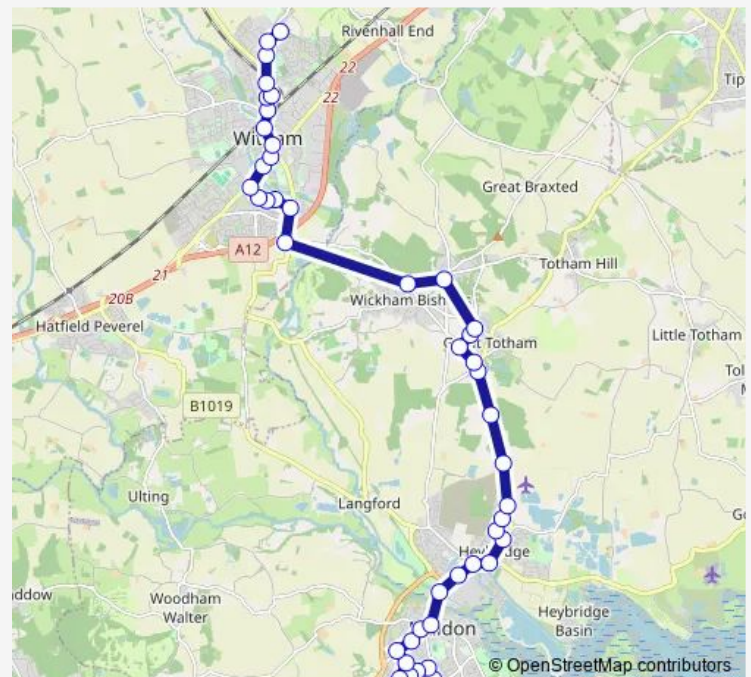 Rivenhall End
22
22
Tip
Great Braxted
A12
21
Totham Hill
20B
Wickham Bish
Hatfield Peverel
Little Totham
B1019
Ulting
Langford
Woodham
Walter
Heybridge
Basin
© OpenStreetMap contributors